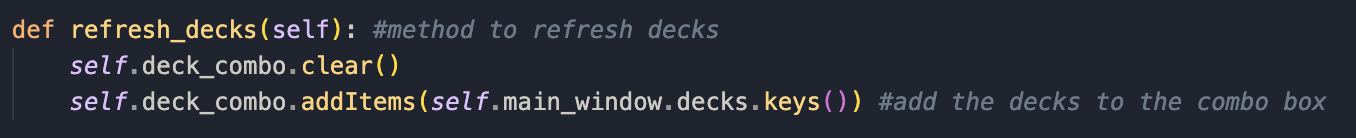 def refresh_decks(self): #method to refresh decks
    self.deck_combo.clear()
    self.deck_combo.addItems(self.main_window.decks.keys()) #add the decks to the combo box